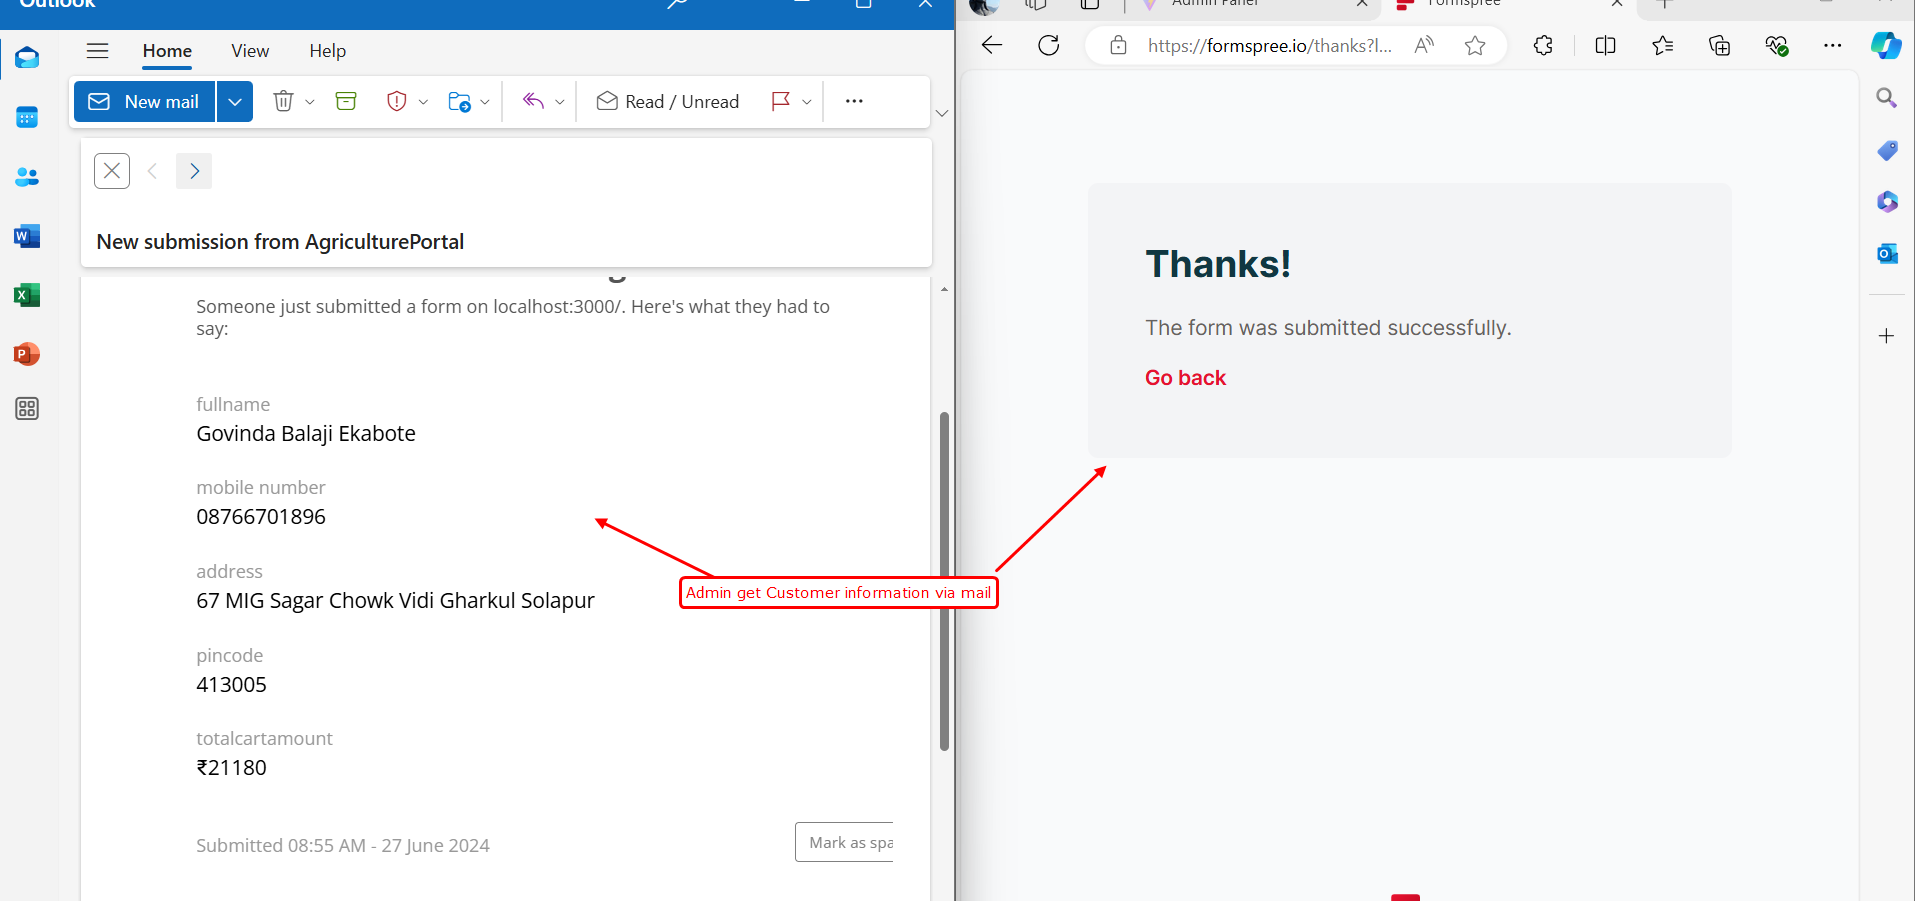 Outlook
Home View Help
New mail
Read / Unread
New submission from AgriculturePortal
Someone just submitted a form on localhost:3000/. Here's what they had to
say:
fullname
Govinda Balaji Ekabote
mobile number
08766701896
address
67 MIG Sagar Chowk Vidi Gharkul Solapur
pincode
413005
totalcartamount
₹21180
Submitted 08:55 AM - 27 June 2024
Mark as spa
Admin get Customer information via mail
Admin Panel
Formspree
https://formspree.io/thanks?l...
Thanks!
The form was submitted successfully.
Go back